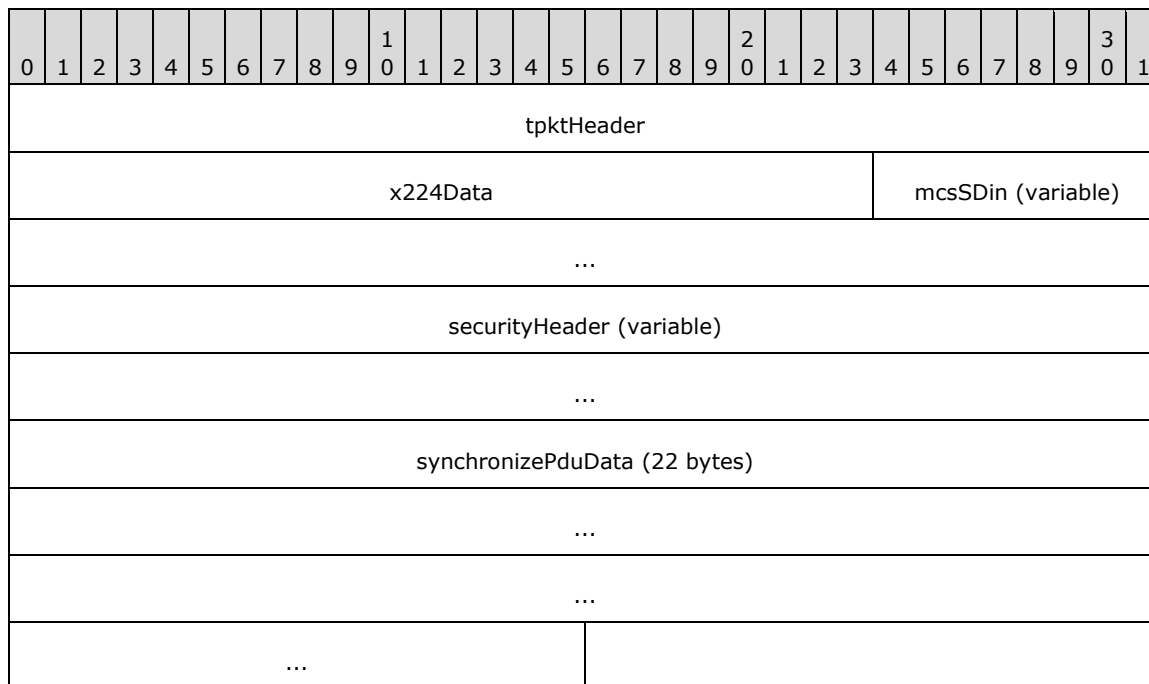 1 2 3
0 1 2 3 4 5 6 7 8 9 0 1 2 3 4 5 6 7 8 9 0 1 2 3 4 5 6 7 8 9 0 1
tpktHeader
x224Data mcsSDin (variable)
...
securityHeader (variable)
...
synchronizePduData (22 bytes)
...
...
...